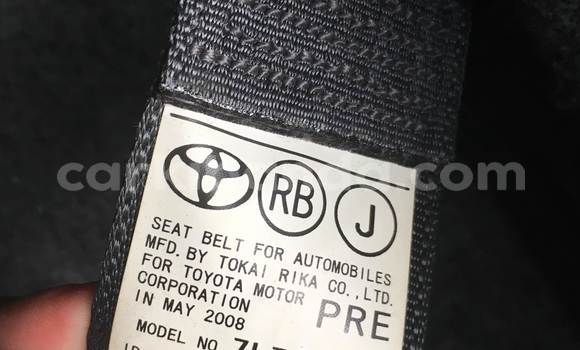 RB J
SEAT BELT FOR AUTOMOBILES
MFD. BY TOKAI RIKA CO., LTD.
FOR TOYOTA MOTOR
CORPORATION PRE
IN MAY 2008
MODEL NO